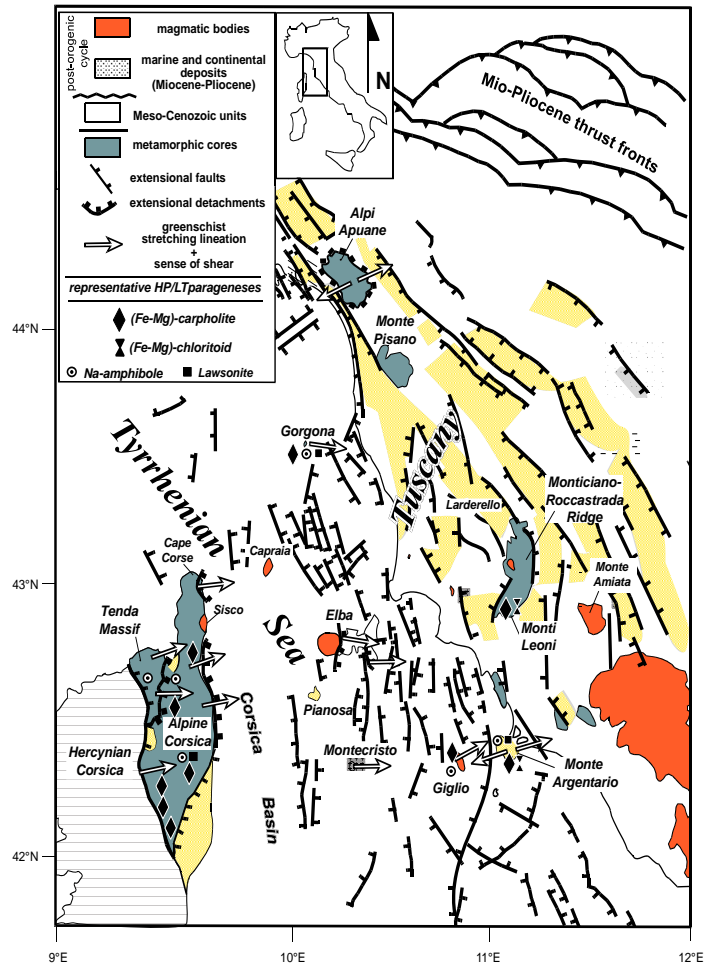 post-orogenic
cycle
magmatic bodies
marine and continental
deposits
(Miocene-Pliocene)
Meso-Cenozoic units
metamorphic cores
extensional faults
extensional detachments
greenschist
stretching lineation
+
sense of shear
representative HP/LTparageneses
(Fe-Mg)-carpholite
(Fe-Mg)-chloritoid
Na-amphibole
Lawsonite
N
Mio-Pliocene thrust fronts
Alpi
Apuane
44°N
Monte
Pisano
Gorgona
Tyrrhenian
Sea
Tuscany
Larderello
Monticiano-
Roccastrada
Ridge
Cape
Corse
Capraia
43°N
Monte
Amiata
Sisco
Tenda
Massif
Elba
Monti
Leoni
Pianosa
Corsica
Basin
Alpine
Corsica
Hercynian
Corsica
Montecristo
Giglio
Monte
Argentario
42°N
9°E
10°E
11°E
12°E